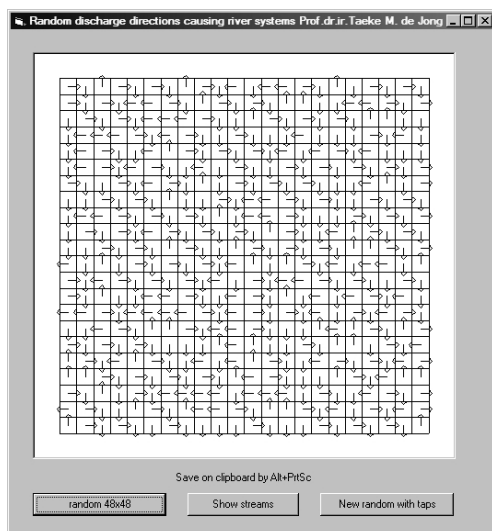 Random discharge directions causing river systems Prof.dr.ir.Taeke M. de Jong
Save on clipboard by Alt+PrtSc
random 48x48
Show streams
New random with taps